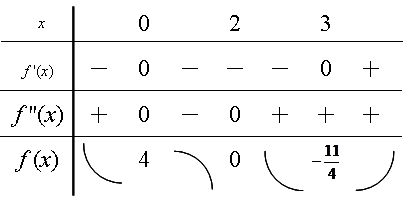 x 0 2 3
f'(x) − 0 − − − 0 +
f"(x) + 0 − 0 + + +
f(x) 4 0 -11/4